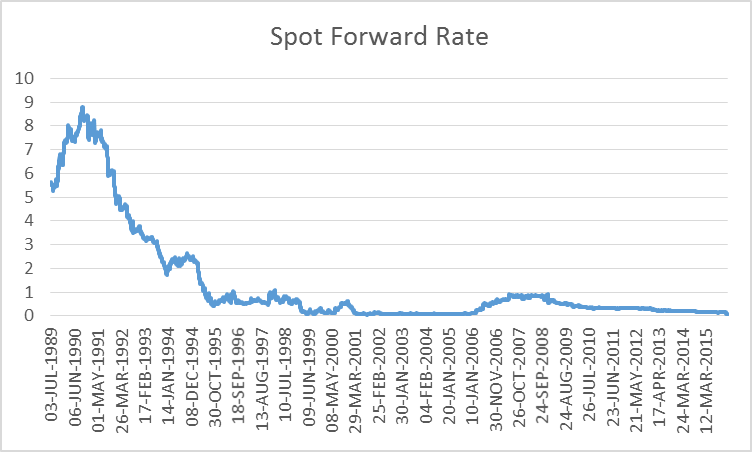 Spot Forward Rate
10
9
8
7
6
5
4
3
2
1
0
03-JUL-1989
06-JUN-1990
01-MAY-1991
26-MAR-1992
17-FEB-1993
14-JAN-1994
08-DEC-1994
30-OCT-1995
18-SEP-1996
13-AUG-1997
10-JUL-1998
09-JUN-1999
08-MAY-2000
29-MAR-2001
25-FEB-2002
30-JAN-2003
04-FEB-2004
20-JAN-2005
10-JAN-2006
30-NOV-2006
26-OCT-2007
24-SEP-2008
24-AUG-2009
26-JUL-2010
23-JUN-2011
21-MAY-2012
17-APR-2013
24-MAR-2014
12-MAR-2015